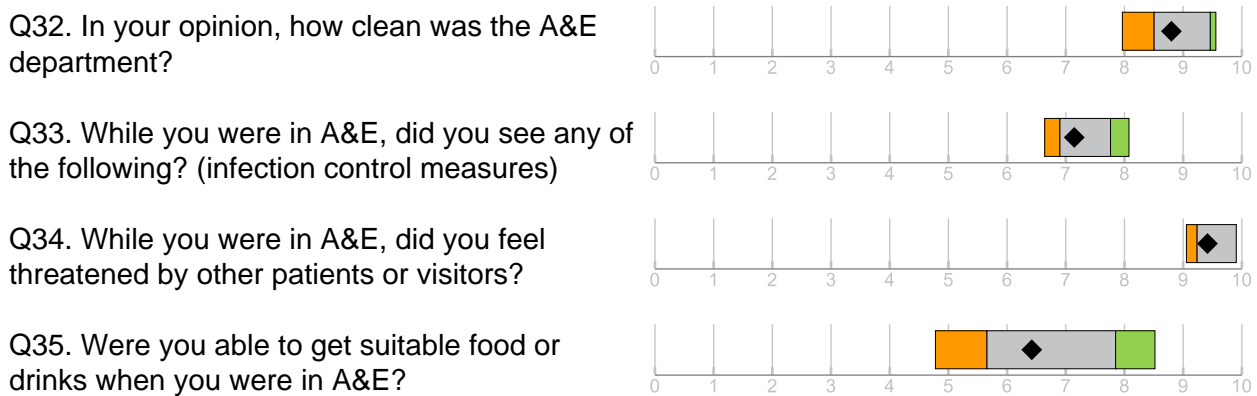 Q32. In your opinion, how clean was the A&E
department?
0 1 2 3 4 5 6 7 8 9 10
Q33. While you were in A&E, did you see any of
the following? (infection control measures)
0 1 2 3 4 5 6 7 8 9 10
Q34. While you were in A&E, did you feel
threatened by other patients or visitors?
0 1 2 3 4 5 6 7 8 9 10
Q35. Were you able to get suitable food or
drinks when you were in A&E?
0 1 2 3 4 5 6 7 8 9 10